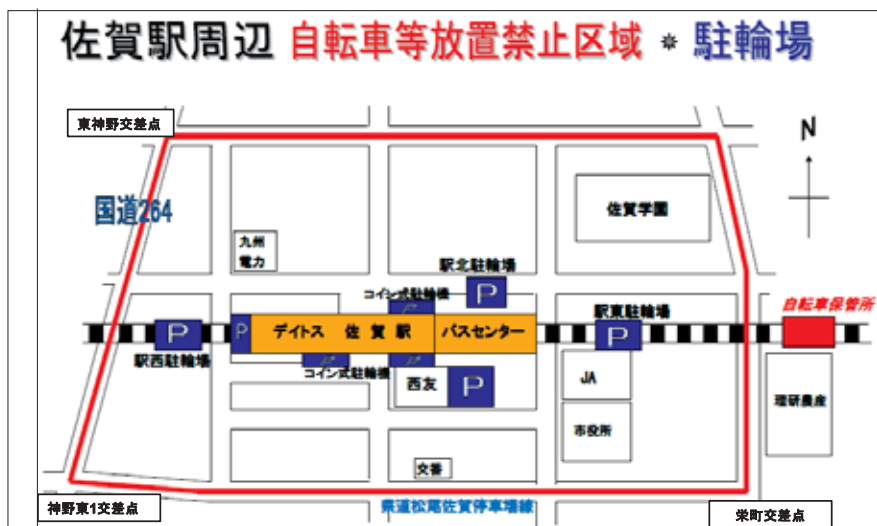 佐賀駅周辺 自転車等放置禁止区域 * 駐輪場
東神野交差点
N
国道264
佐賀学園
九州
電力
駅北駐輪場
P
コイン式駐輪機
駅東駐輪場
自転車保管所
P
P
デイトス 佐賀駅
バスセンター
P
駅西駐輪場
コイン式駐輪機
西友
P
JA
理研農産
市役所
交番
神野東1交差点
県道松尾佐賀停車場線
栄町交差点